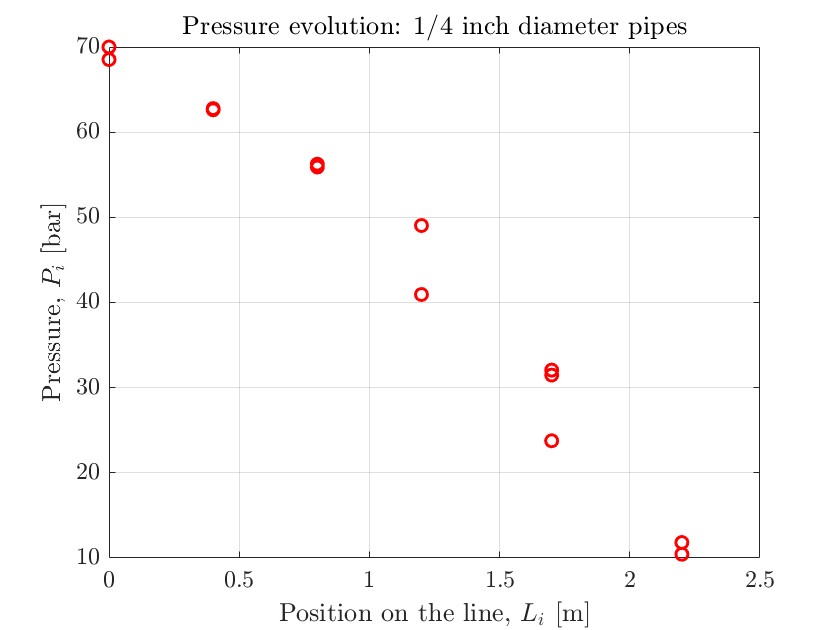 Pressure evolution: 1/4 inch diameter pipes
70
60
50
40
30
20
10
Pressure, P_i [bar]
0 0.5 1 1.5 2 2.5
Position on the line, L_i [m]